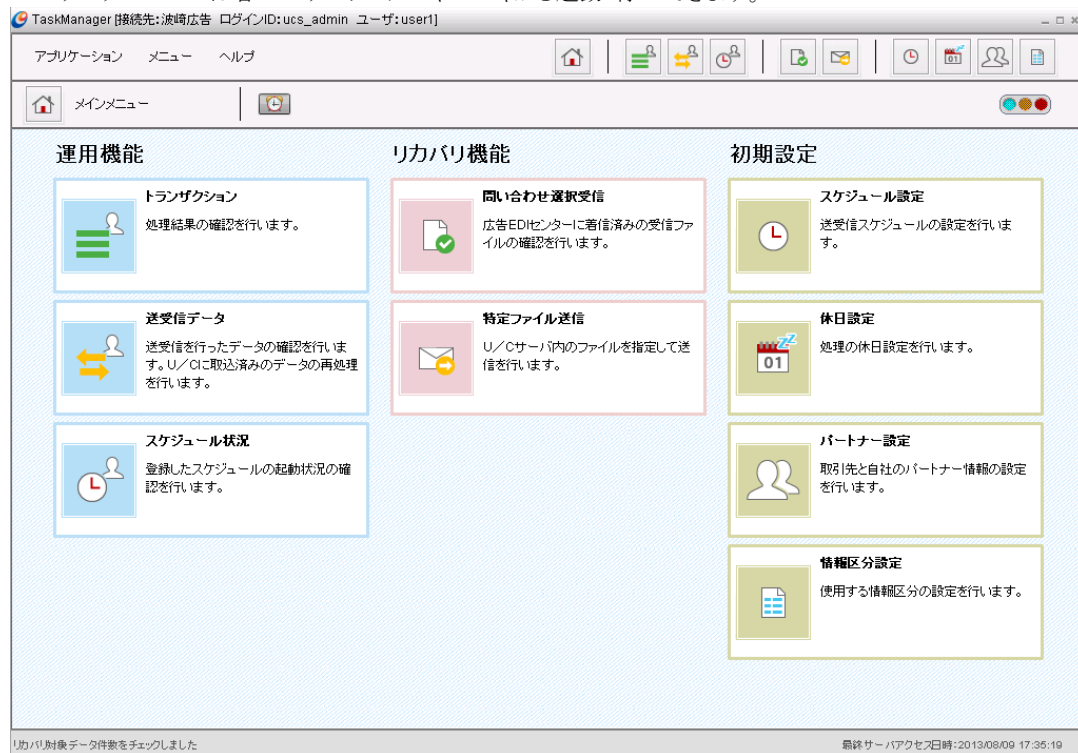 TaskManager [接続先:波崎広告 ログインID:ucs_admin ユーザ:user1]
アプリケーション メニュー ヘルプ
01
メインメニュー
運用機能
トランザクション
処理結果の確認を行います。
送受信データ
送受信を行ったデータの確認を行いま
す。U/Cに取込済みのデータの再処理
を行います。
スケジュール状況
登録したスケジュールの起動状況の確
認を行います。
リカバリ機能
問い合わせ選択受信
広告EDIセンターに着信済みの受信ファ
イルの確認を行います。
特定ファイル送信
U/Cサーバ内のファイルを指定して送
信を行います。
初期設定
スケジュール設定
送受信スケジュールの設定を行いま
す。
休日設定
処理の休日設定を行います。
zZ
01
パートナー設定
取引先と自社のパートナー情報の設定
を行います。
情報区分設定
使用する情報区分の設定を行います。
リカバリ対象データ件数をチェックしました
最終サーバアクセス日時:2013/08/09 17:35:19